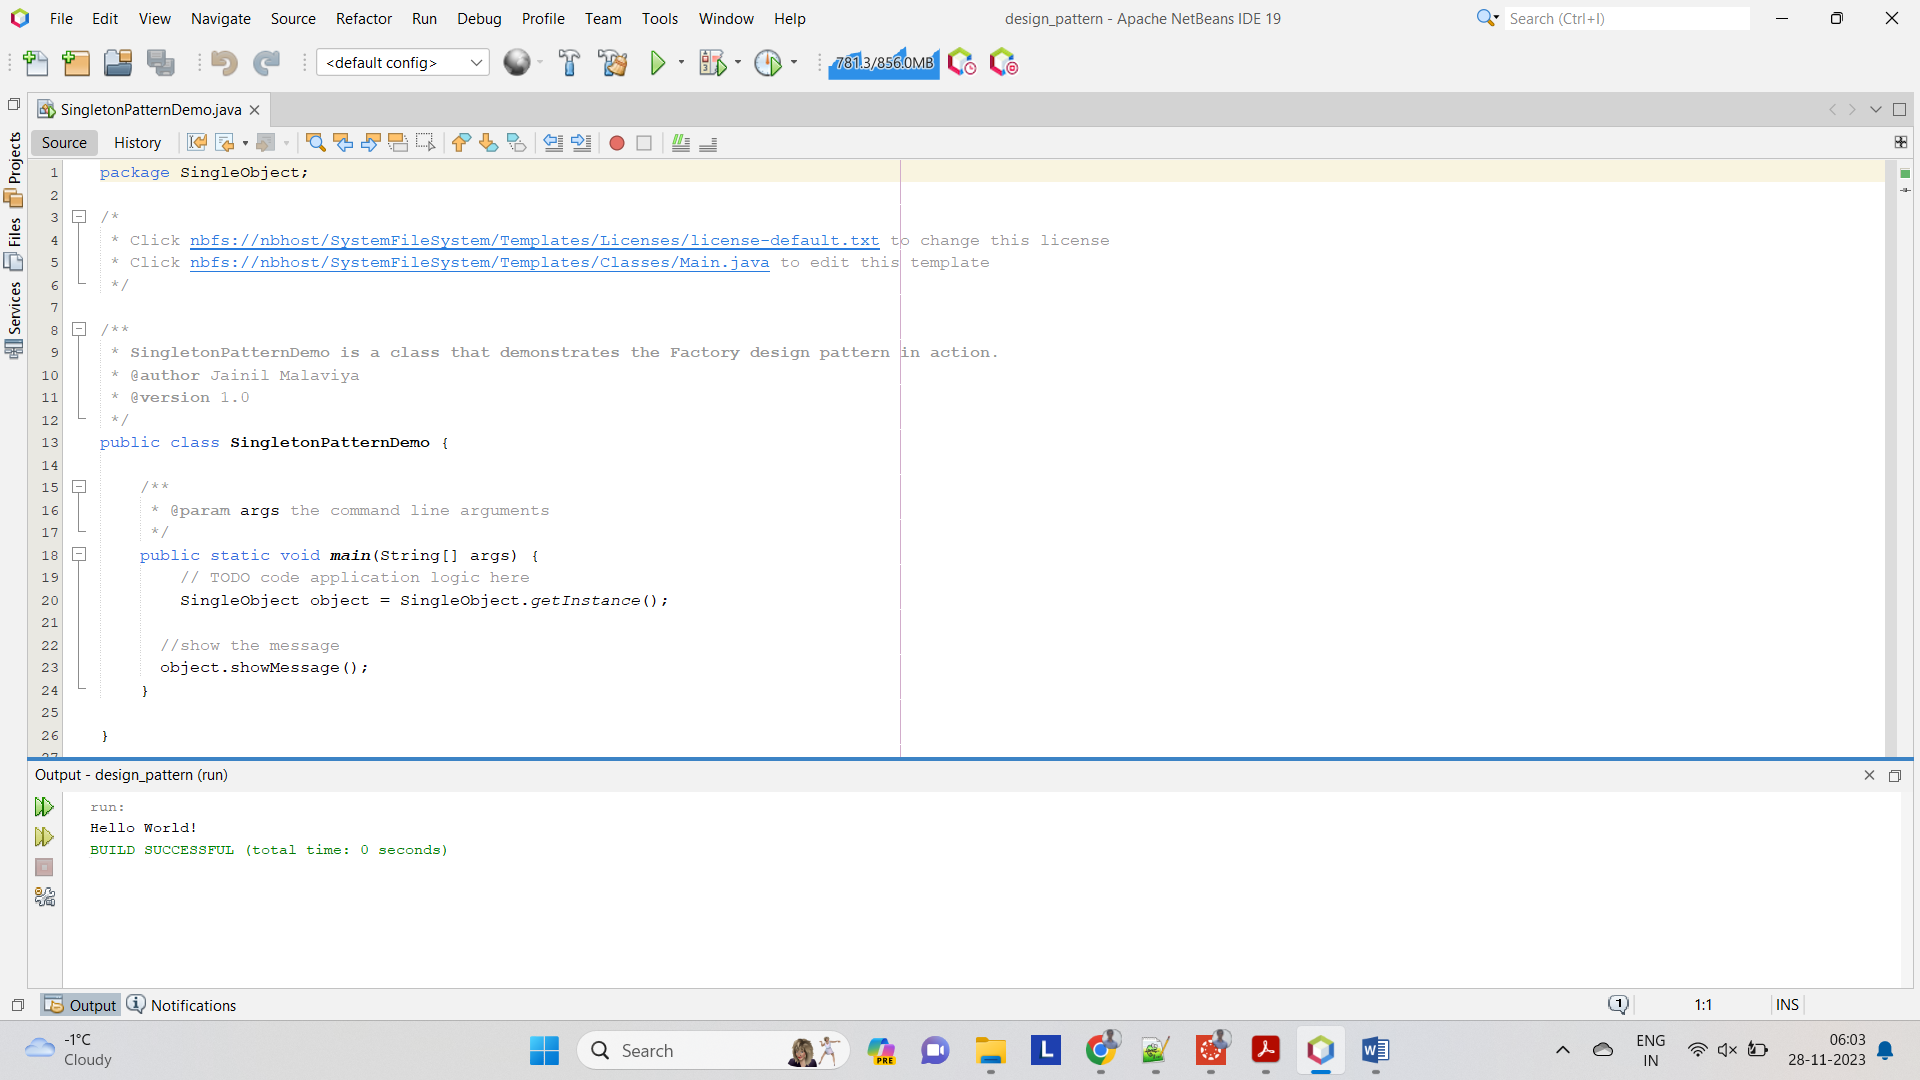 File Edit View Navigate Source Refactor Run Debug Profile Team Tools Window Help
design_pattern - Apache NetBeans IDE 19
Search (Ctrl+I)
<default config>
781.3/856.0MB
SingletonPatternDemo.java
Source History
Projects
Files
Services
1 package SingleObject;
2
3 /*
4 * Click nbfs://nbhost/SystemFileSystem/Templates/Licenses/license-default.txt to change this license
5 * Click nbfs://nbhost/SystemFileSystem/Templates/Classes/Main.java to edit this template
6 */
7
8 /**
9 * SingletonPatternDemo is a class that demonstrates the Factory design pattern in action.
10 * @author Jainil Malaviya
11 * @version 1.0
12 */
13 public class SingletonPatternDemo {
14
15 /**
16 * @param args the command line arguments
17 */
18 public static void main(String[] args) {
19 // TODO code application logic here
20 SingleObject object = SingleObject.getInstance();
21
22 //show the message
23 object.showMessage();
24 }
25
26 }
27
Output - design_pattern (run)
run:
Hello World!
BUILD SUCCESSFUL (total time: 0 seconds)
Output Notifications
1
1:1
INS
-1°C
Cloudy
Search
PRE
L
ENG
IN
06:03
28-11-2023